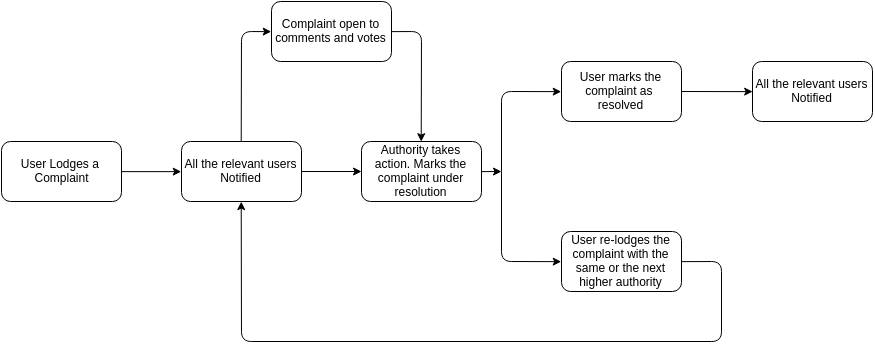 Complaint open to
comments and votes
User marks the
complaint as
resolved
All the relevant users
Notified
User Lodges a
Complaint
All the relevant users
Notified
Authority takes
action. Marks the
complaint under
resolution
User re-lodges the
complaint with the
same or the next
higher authority